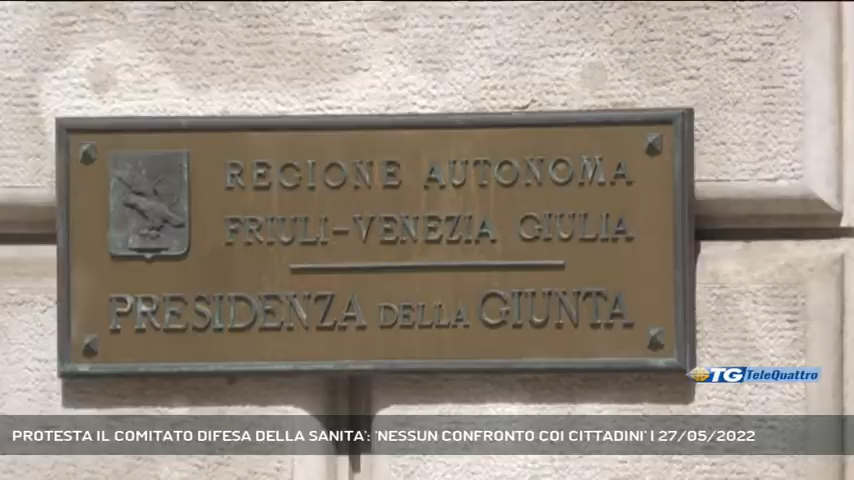 REGIONE AUTONOMA
FRIULI-VENEZIA GIULIA
PRESIDENZA DELLA GIUNTA
TG TeleQuattro
PROTESTA IL COMITATO DIFESA DELLA SANITA': 'NESSUN CONFRONTO COI CITTADINI' | 27/05/2022